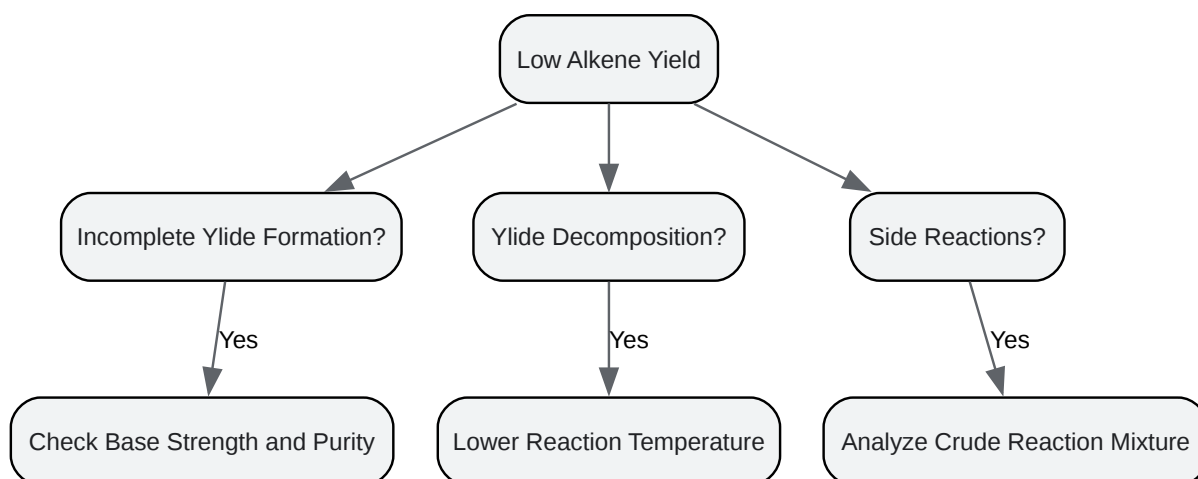 Low Alkene Yield
Incomplete Ylide Formation?
Ylide Decomposition?
Side Reactions?
Yes
Yes
Yes
Check Base Strength and Purity
Lower Reaction Temperature
Analyze Crude Reaction Mixture